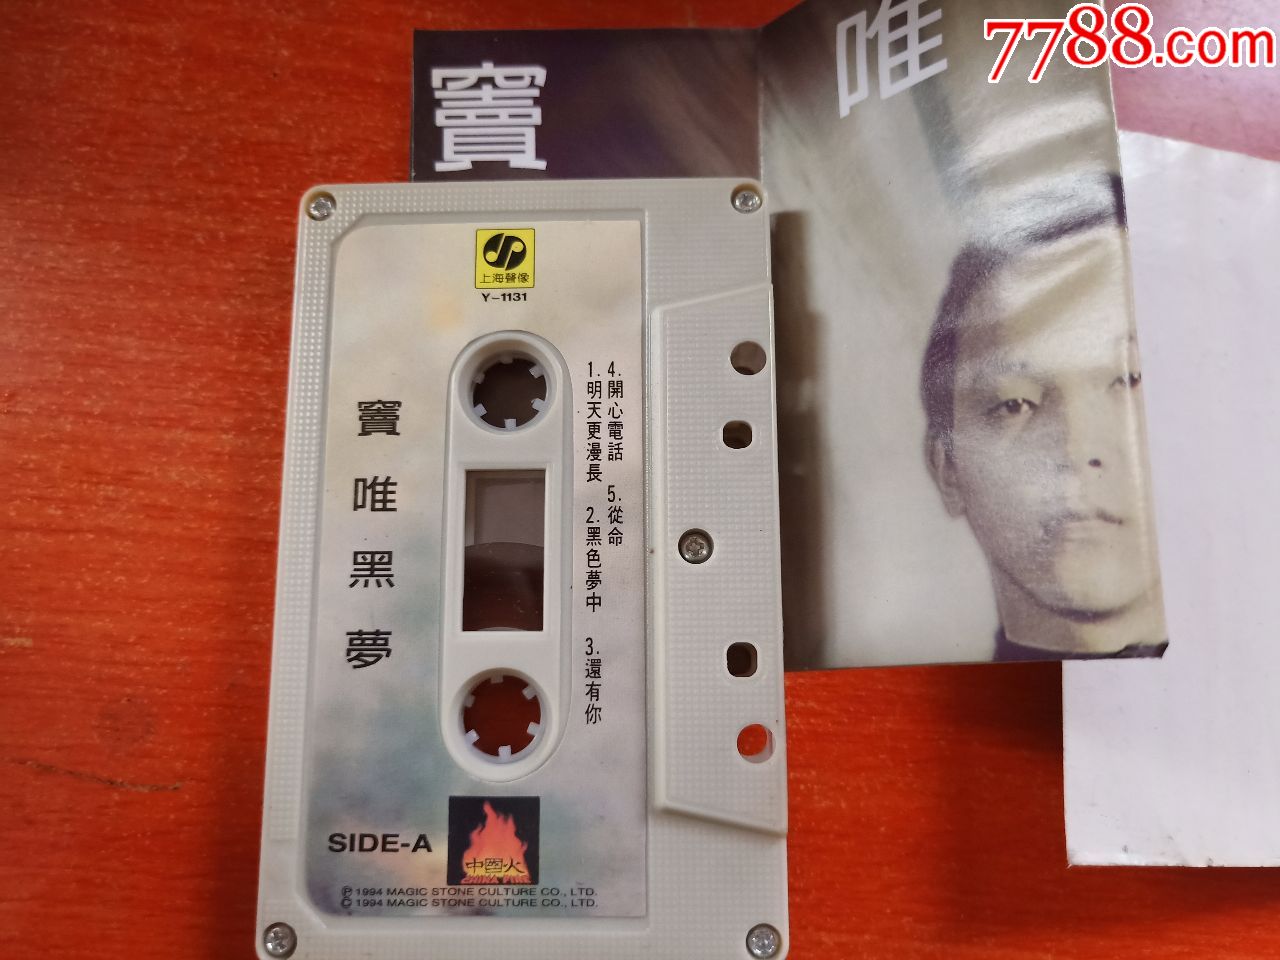 7788.com
竇
唯
上海聲像
Y-1131
竇唯黑夢
4.開心電話 5.從命
1.明天更漫長 2.黑色夢中 3.還有你
SIDE-A
中國火
CHINA FIRE
Ⓟ 1994 MAGIC STONE CULTURE CO., LTD.
© 1994 MAGIC STONE CULTURE CO., LTD.